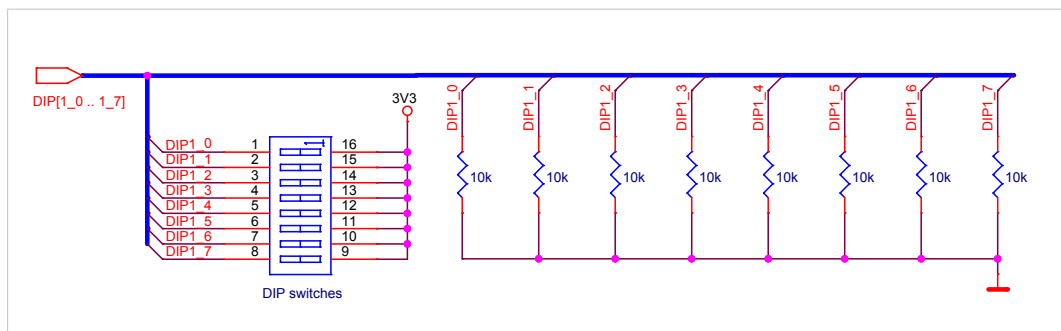 DIP[1_0 .. 1_7]
3V3
DIP1_0 1 16
DIP1_1 2 15
DIP1_2 3 14
DIP1_3 4 13
DIP1_4 5 12
DIP1_5 6 11
DIP1_6 7 10
DIP1_7 8 9
DIP switches
DIP1_0
DIP1_1
DIP1_2
DIP1_3
DIP1_4
DIP1_5
DIP1_6
DIP1_7
10k 10k 10k 10k 10k 10k 10k 10k